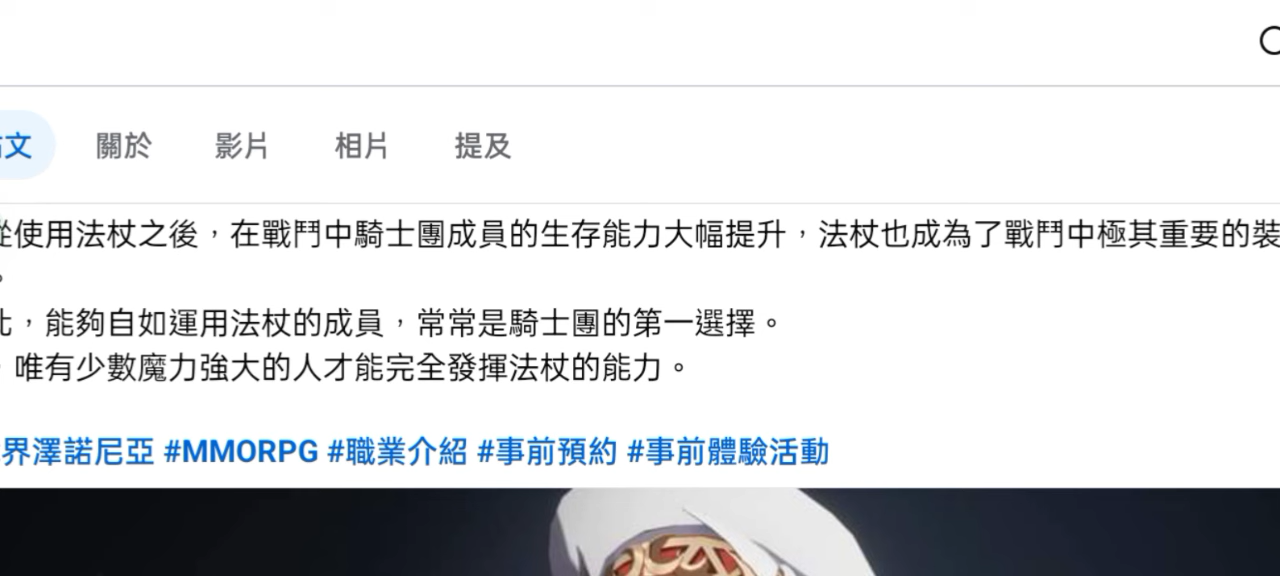 文 關於 影片 相片 提及
從使用法杖之後，在戰鬥中騎士團成員的生存能力大幅提升，法杖也成為了戰鬥中極其重要的裝
。
此，能夠自如運用法杖的成員，常常是騎士團的第一選擇。
唯有少數魔力強大的人才能完全發揮法杖的能力。
界澤諾尼亞 #MMORPG #職業介紹 #事前預約 #事前體驗活動